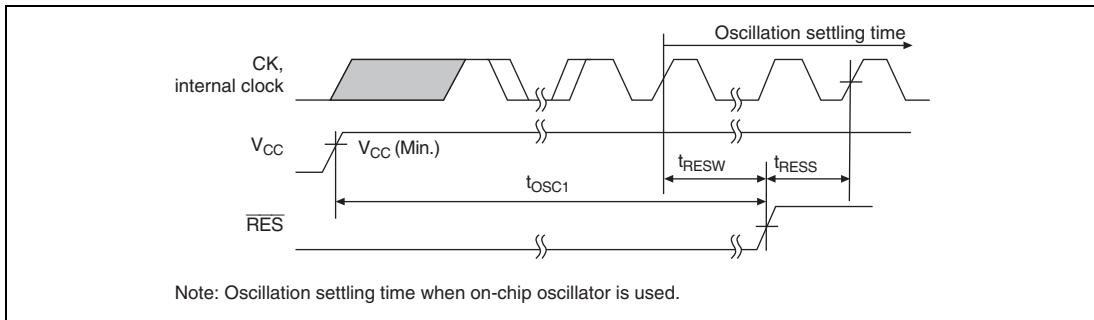 Oscillation settling time
CK,
internal clock
VCC
VCC (Min.)
tRESW
tRESS
tOSC1
RES
Note: Oscillation settling time when on-chip oscillator is used.